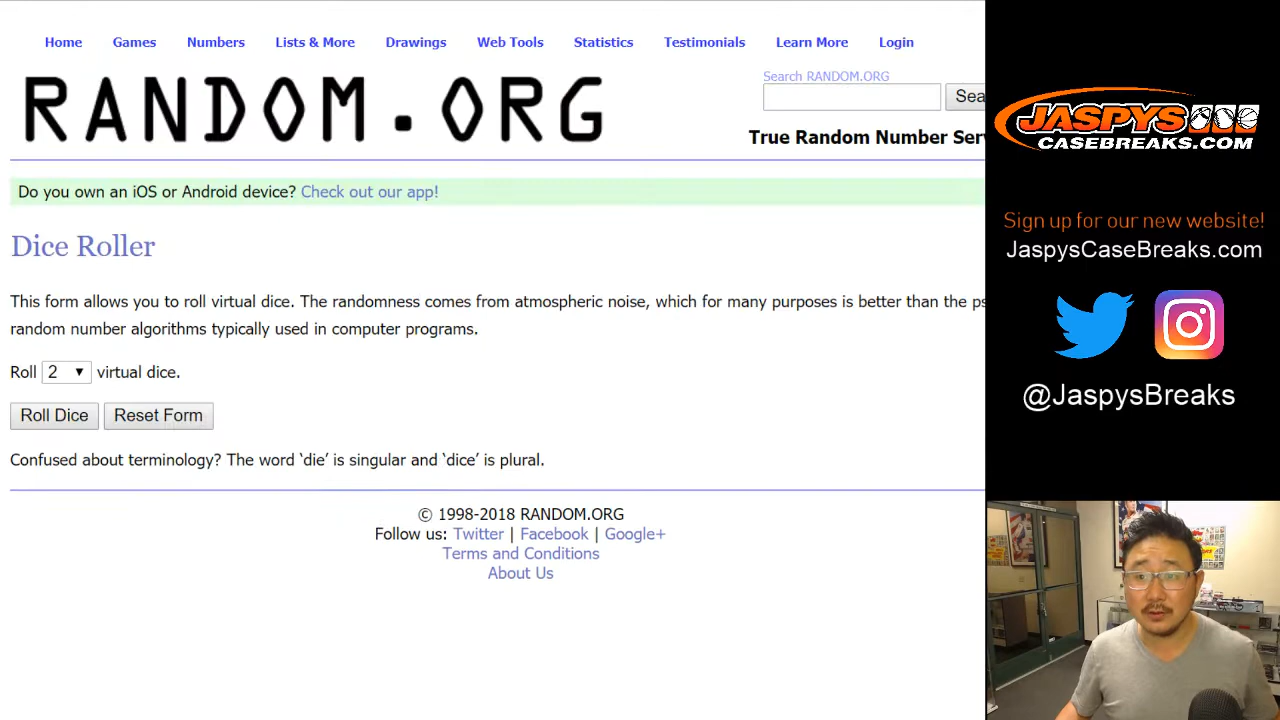 Home Games Numbers Lists & More Drawings Web Tools Statistics Testimonials Learn More Login
RANDOM.ORG
Search RANDOM.ORG
Sea
True Random Number Ser
Do you own an iOS or Android device? Check out our app!
Dice Roller
This form allows you to roll virtual dice. The randomness comes from atmospheric noise, which for many purposes is better than the ps
random number algorithms typically used in computer programs.
Roll 2 virtual dice.
Roll Dice Reset Form
Confused about terminology? The word ‘die’ is singular and ‘dice’ is plural.
© 1998-2018 RANDOM.ORG
Follow us: Twitter | Facebook | Google+
Terms and Conditions
About Us
JASPYS
CASEBREAKS.COM
Sign up for our new website!
JaspysCaseBreaks.com
@JaspysBreaks